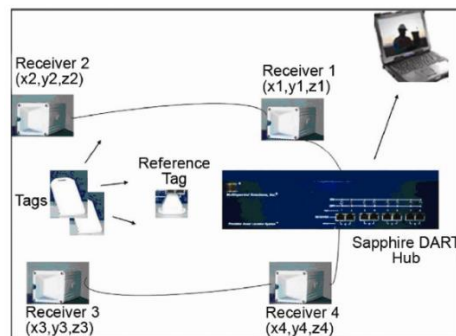 Receiver 2
(x2,y2,z2)
Receiver 1
(x1,y1,z1)
Reference
Tag
Tags
Sapphire DART
Hub
Receiver 3
(x3,y3,z3)
Receiver 4
(x4,y4,z4)